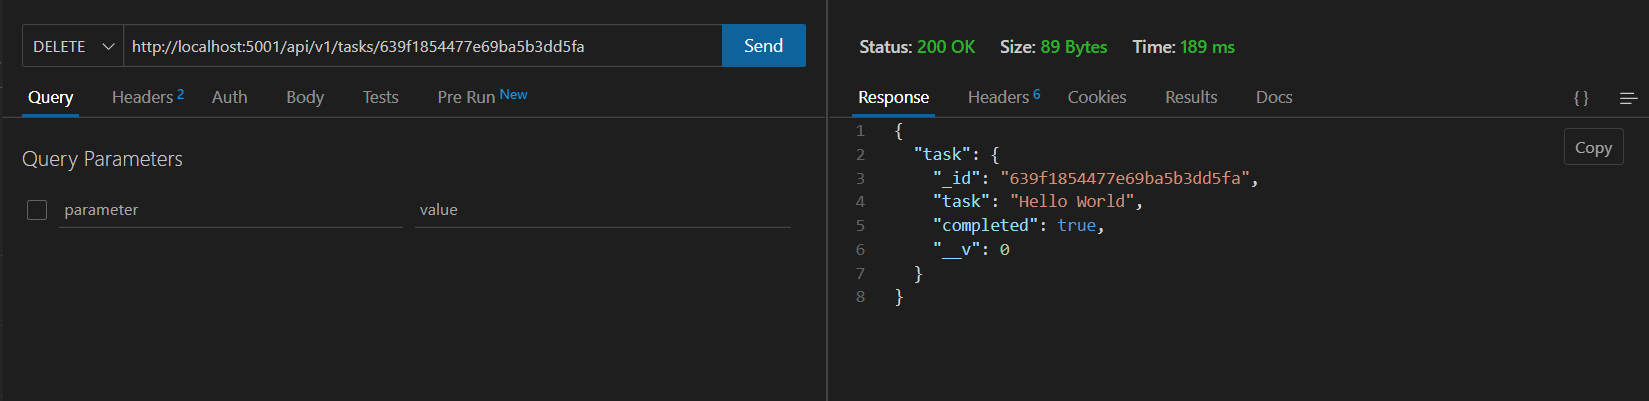 DELETE http://localhost:5001/api/v1/tasks/639f1854477e69ba5b3dd5fa Send
Query Headers 2 Auth Body Tests Pre Run New
Query Parameters
parameter value
Status: 200 OK Size: 89 Bytes Time: 189 ms
Response Headers 6 Cookies Results Docs { }
Copy
1 {
2 "task": {
3 "_id": "639f1854477e69ba5b3dd5fa",
4 "task": "Hello World",
5 "completed": true,
6 "__v": 0
7 }
8 }